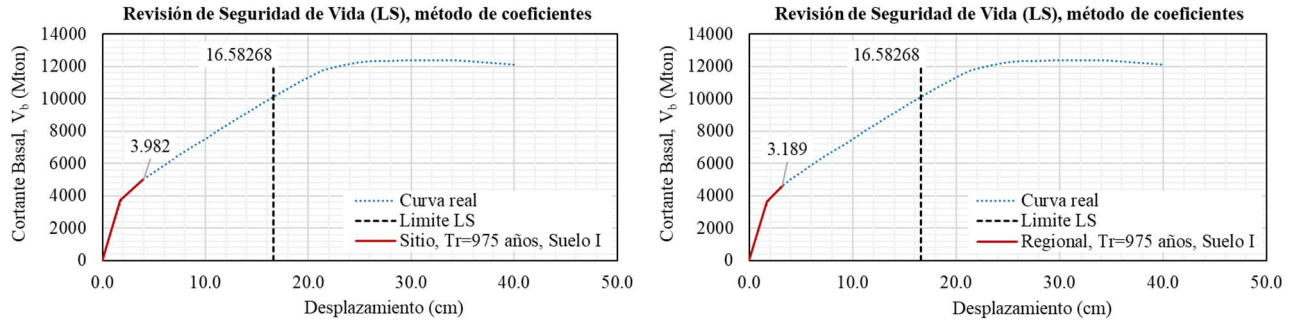 Revisión de Seguridad de Vida (LS), método de coeficientes
Cortante Basal, Vb (Mton)
14000
12000
10000
8000
6000
4000
2000
0
16.58268
3.982
Curva real
Limite LS
Sitio, Tr=975 años, Suelo I
0.0 10.0 20.0 30.0 40.0 50.0
Desplazamiento (cm)
Revisión de Seguridad de Vida (LS), método de coeficientes
Cortante Basal, Vb (Mton)
14000
12000
10000
8000
6000
4000
2000
0
16.58268
3.189
Curva real
Limite LS
Regional, Tr=975 años, Suelo I
0.0 10.0 20.0 30.0 40.0 50.0
Desplazamiento (cm)